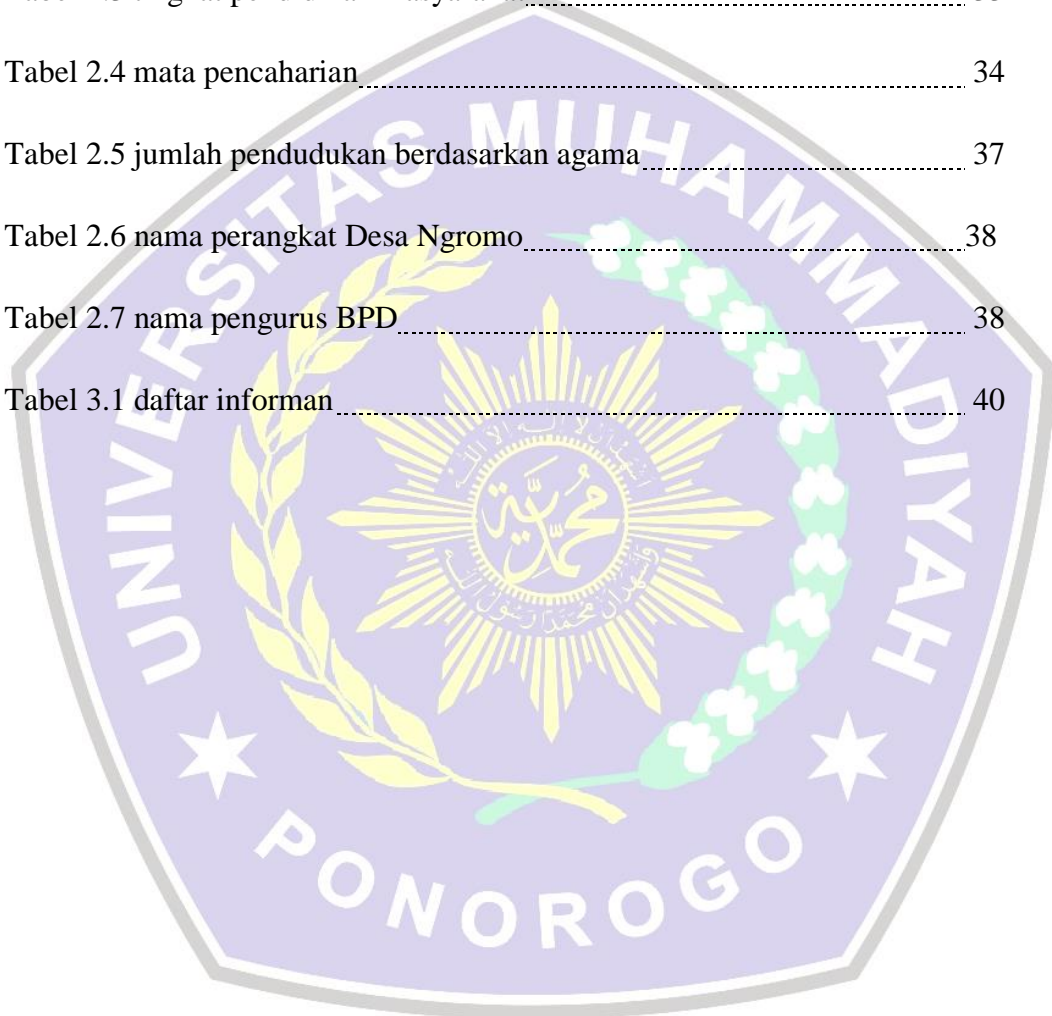 Tabel 2.4 mata pencaharian 34
Tabel 2.5 jumlah pendudukan berdasarkan agama 37
Tabel 2.6 nama perangkat Desa Ngromo 38
Tabel 2.7 nama pengurus BPD 38
Tabel 3.1 daftar informan 40
UNIVERSITAS MUHAMMADIYAH
PONOROGO
محمدية